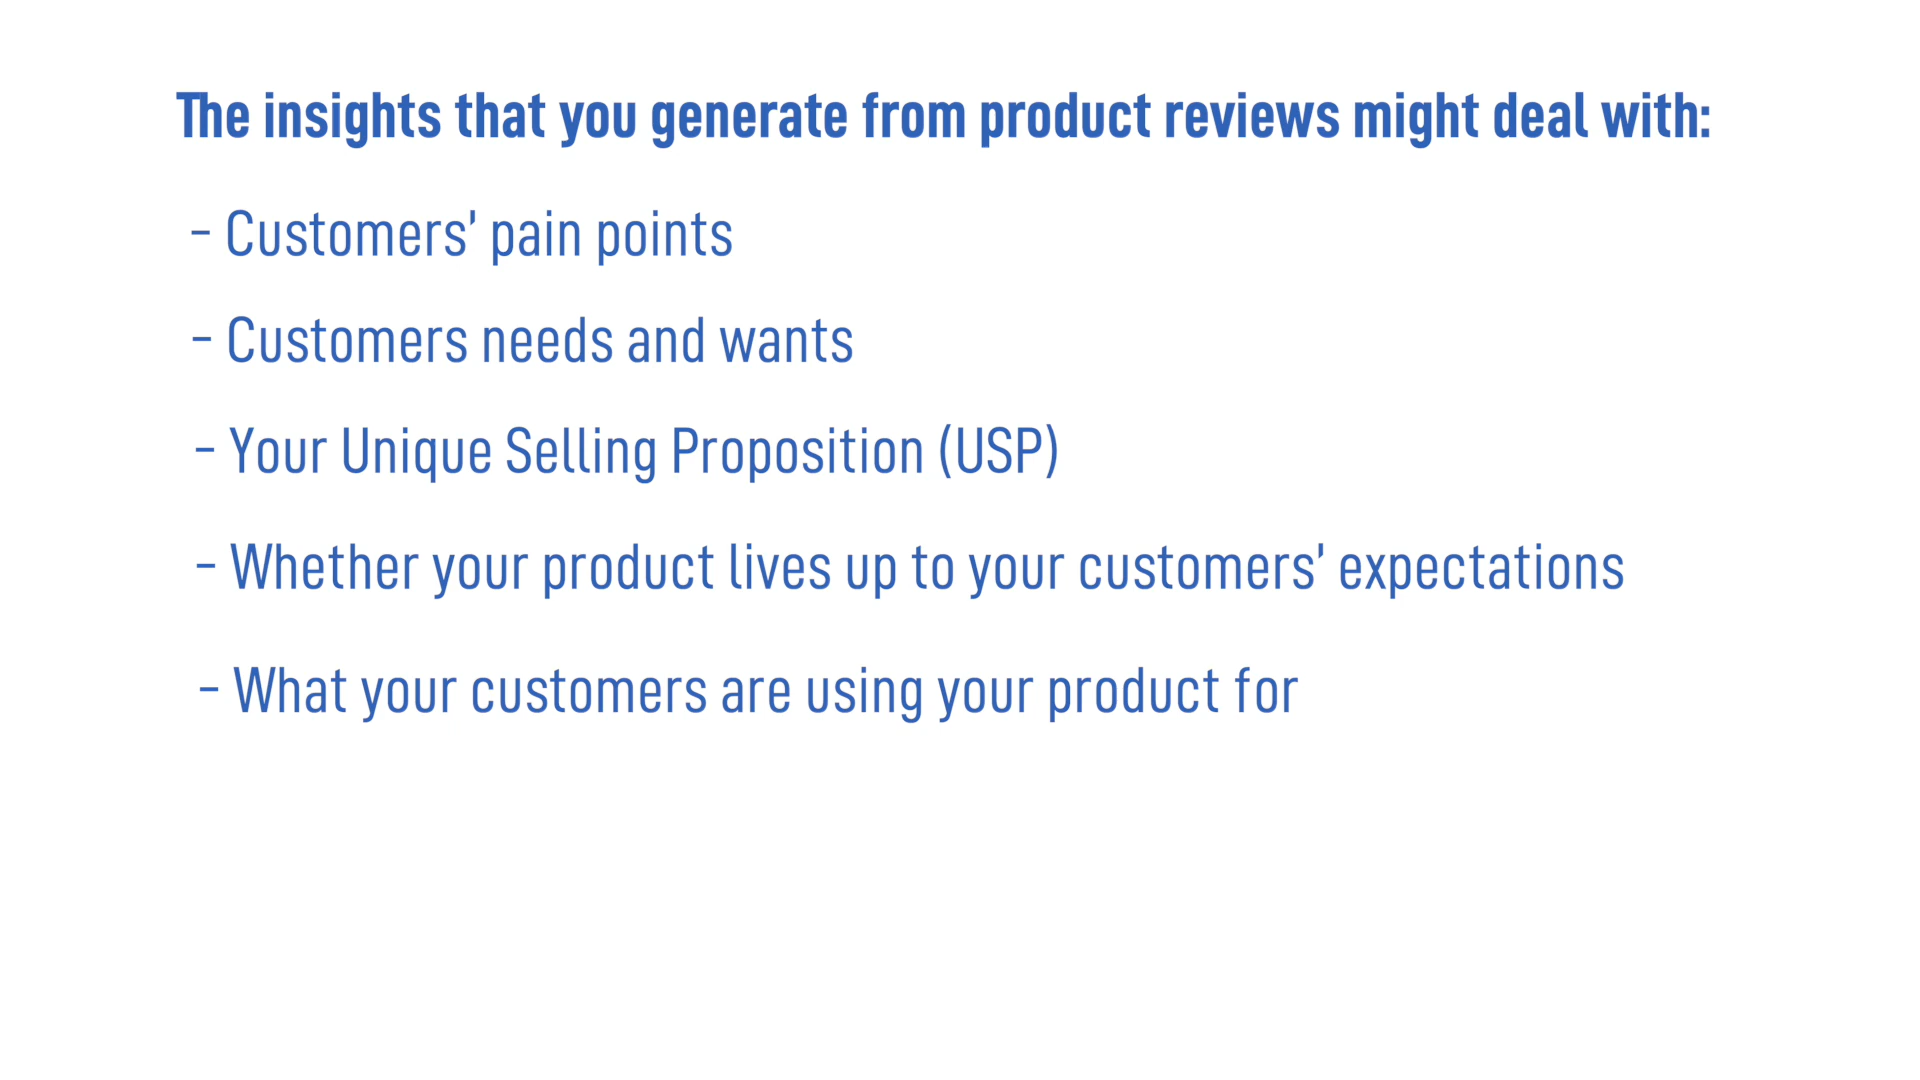 The insights that you generate from product reviews might deal with:
- Customers' pain points
- Customers needs and wants
- Your Unique Selling Proposition (USP)
- Whether your product lives up to your customers' expectations
- What your customers are using your product for